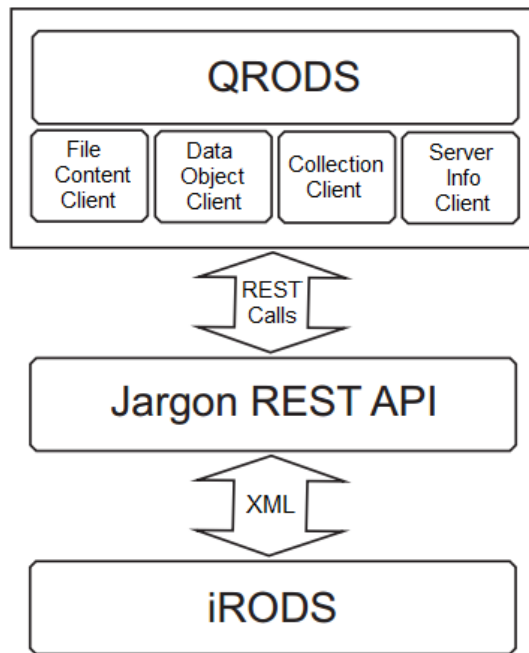 QRODS
File
Content
Client
Data
Object
Client
Collection
Client
Server
Info
Client
REST
Calls
Jargon REST API
XML
iRODS